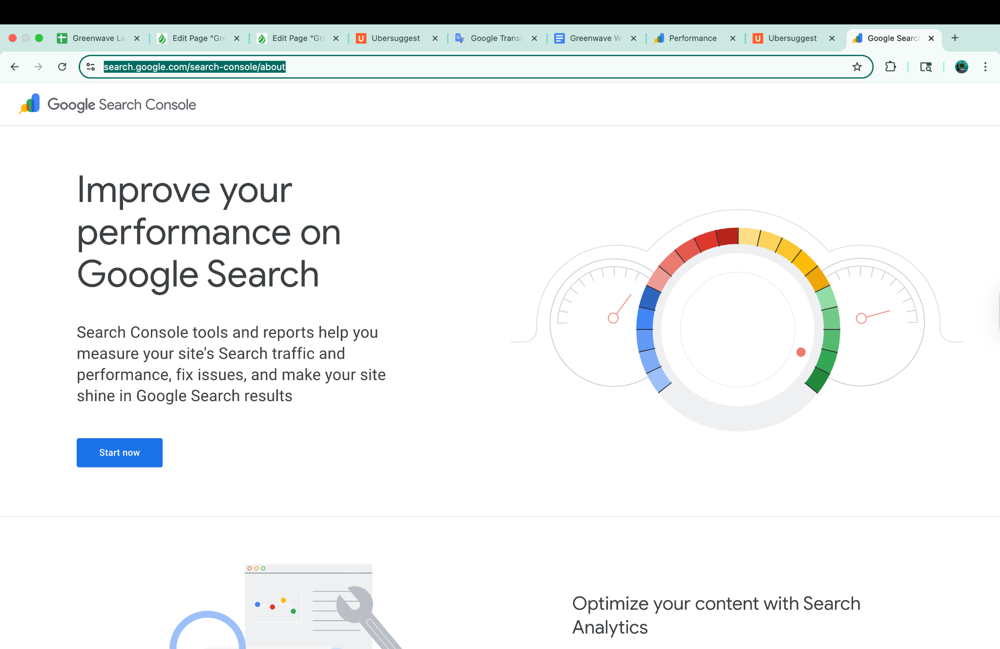 Greenwave La
Edit Page “Gre
Edit Page “Gre
Ubersuggest
Google Transl
Greenwave W
Performance
Ubersuggest
Google Searc
search.google.com/search-console/about
Google Search Console
Improve your
performance on
Google Search
Search Console tools and reports help you
measure your site's Search traffic and
performance, fix issues, and make your site
shine in Google Search results
Start now
Optimize your content with Search
Analytics